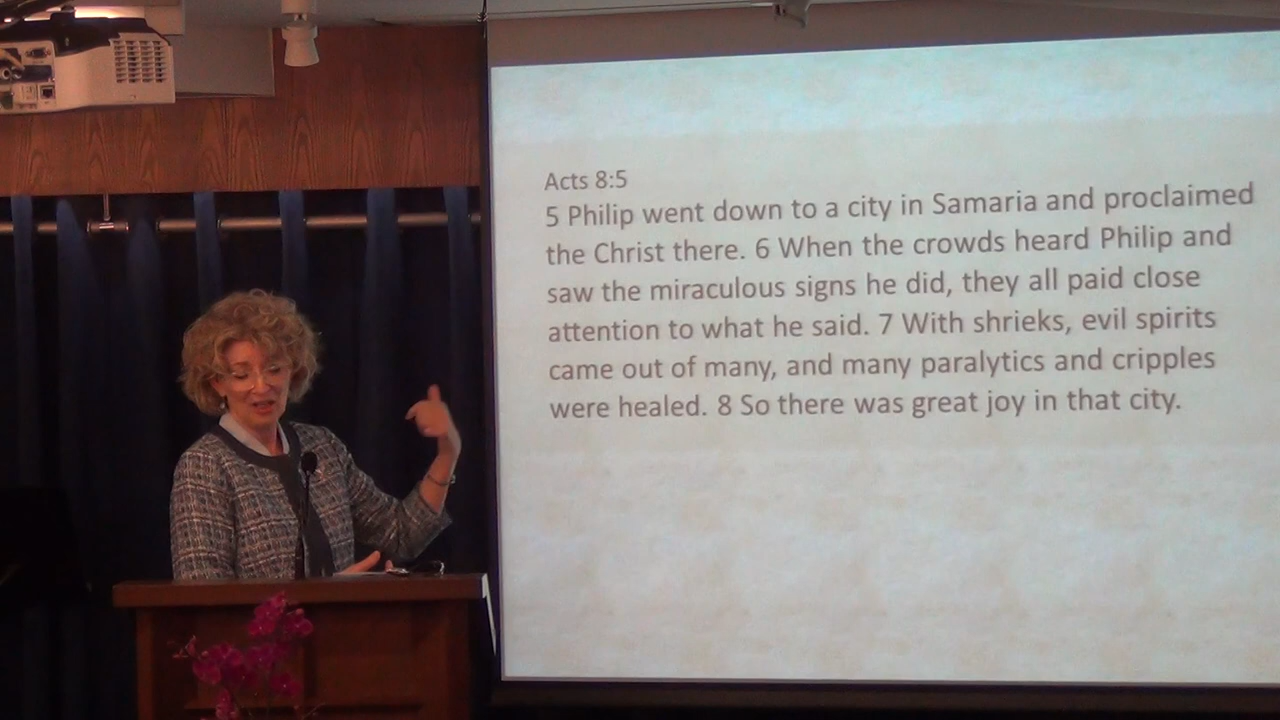 Acts 8:5
5 Philip went down to a city in Samaria and proclaimed
the Christ there. 6 When the crowds heard Philip and
saw the miraculous signs he did, they all paid close
attention to what he said. 7 With shrieks, evil spirits
came out of many, and many paralytics and cripples
were healed. 8 So there was great joy in that city.